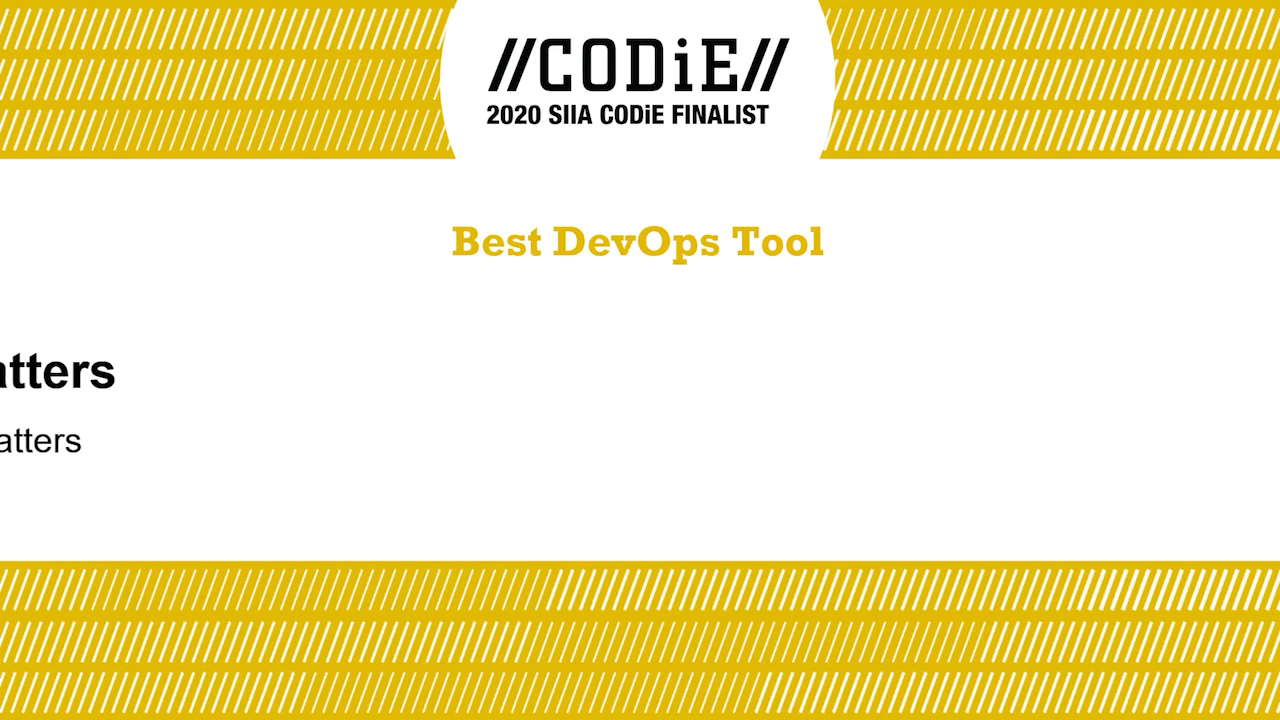 //CODiE//
2020 SIIA CODiE FINALIST
Best DevOps Tool
atters
atters